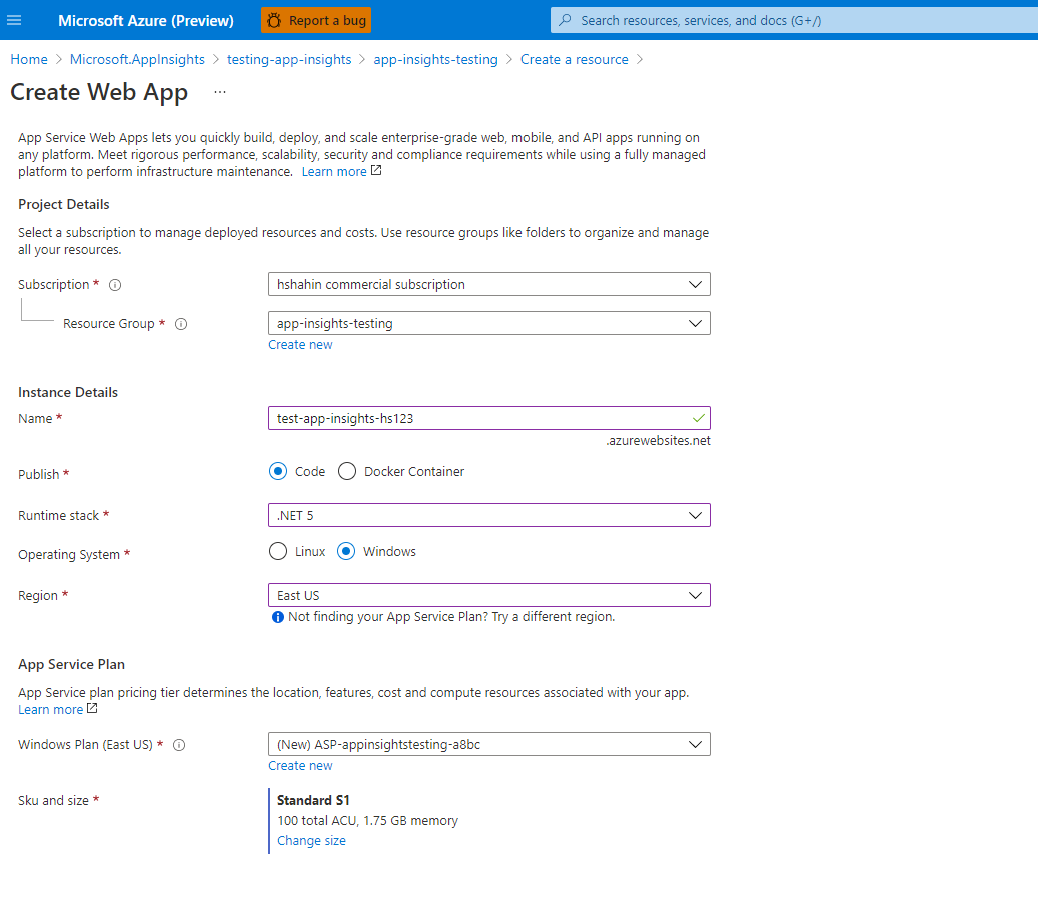 Microsoft Azure (Preview) Report a bug Search resources, services, and docs (G+/)
Home > Microsoft.AppInsights > testing-app-insights > app-insights-testing > Create a resource >
Create Web App ...
App Service Web Apps lets you quickly build, deploy, and scale enterprise-grade web, mobile, and API apps running on
any platform. Meet rigorous performance, scalability, security and compliance requirements while using a fully managed
platform to perform infrastructure maintenance. Learn more
Project Details
Select a subscription to manage deployed resources and costs. Use resource groups like folders to organize and manage
all your resources.
Subscription * hshahin commercial subscription
Resource Group * app-insights-testing
Create new
Instance Details
Name * test-app-insights-hs123
.azurewebsites.net
Publish * Code Docker Container
Runtime stack * .NET 5
Operating System * Linux Windows
Region * East US
Not finding your App Service Plan? Try a different region.
App Service Plan
App Service plan pricing tier determines the location, features, cost and compute resources associated with your app.
Learn more
Windows Plan (East US) * (New) ASP-appinsightstesting-a8bc
Create new
Sku and size * Standard S1
100 total ACU, 1.75 GB memory
Change size